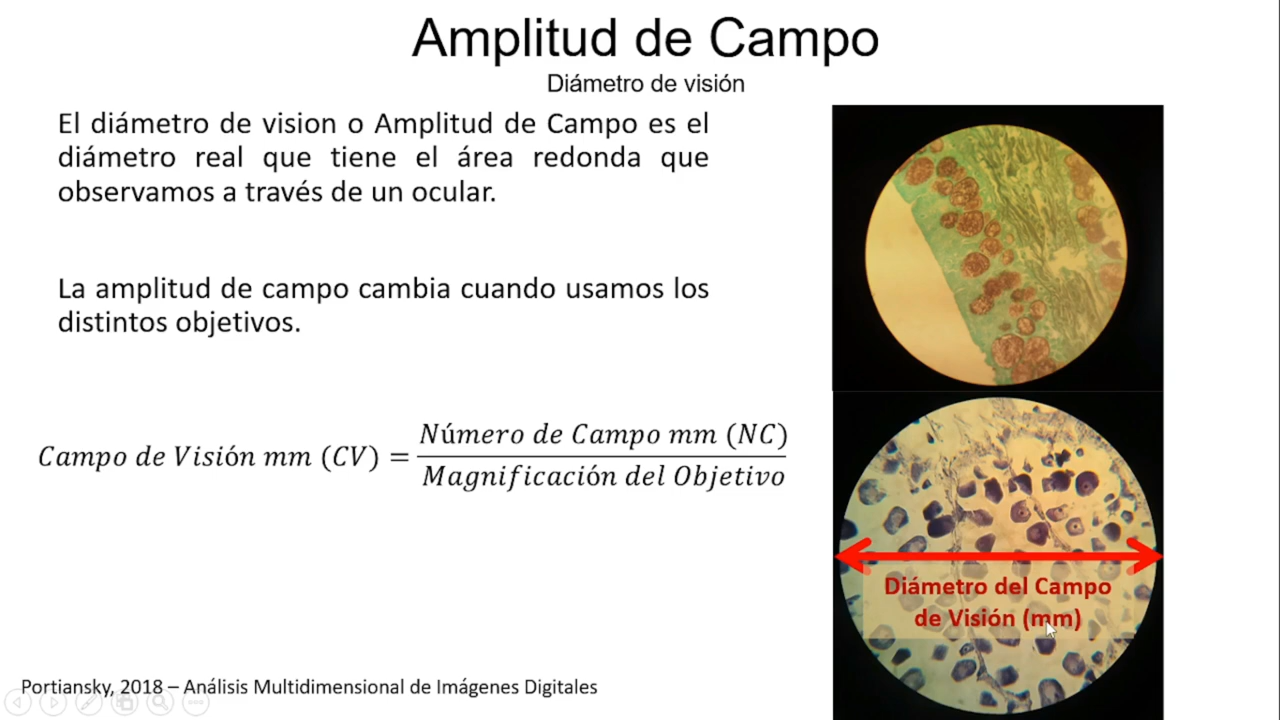 Amplitud de Campo
Diámetro de visión
El diámetro de vision o Amplitud de Campo es el
diámetro real que tiene el área redonda que
observamos a través de un ocular.
La amplitud de campo cambia cuando usamos los
distintos objetivos.
Campo de Visión mm (CV) = Número de Campo mm (NC) / Magnificación del Objetivo
Diámetro del Campo
de Visión (mm)
Portiansky, 2018 – Análisis Multidimensional de Imágenes Digitales